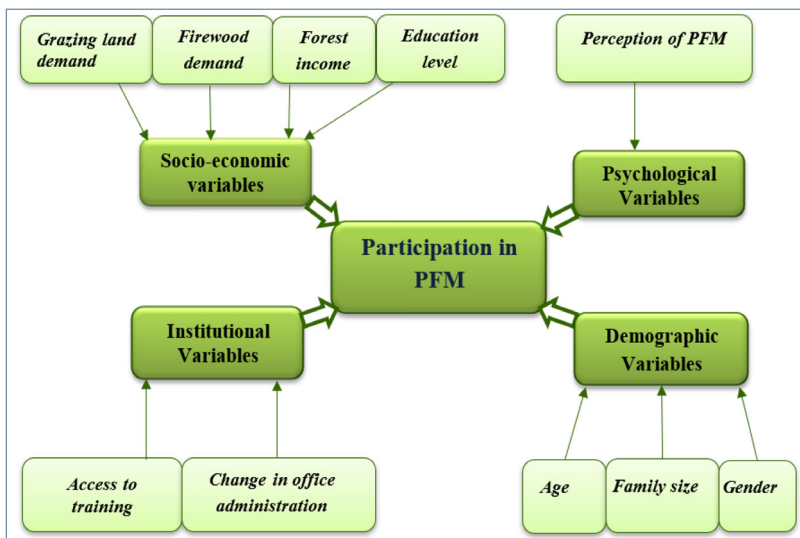 Grazing land
demand
Firewood
demand
Forest
income
Education
level
Perception of PFM
Socio-economic
variables
Psychological
Variables
Participation in
PFM
Institutional
Variables
Demographic
Variables
Access to
training
Change in office
administration
Age
Family size
Gender